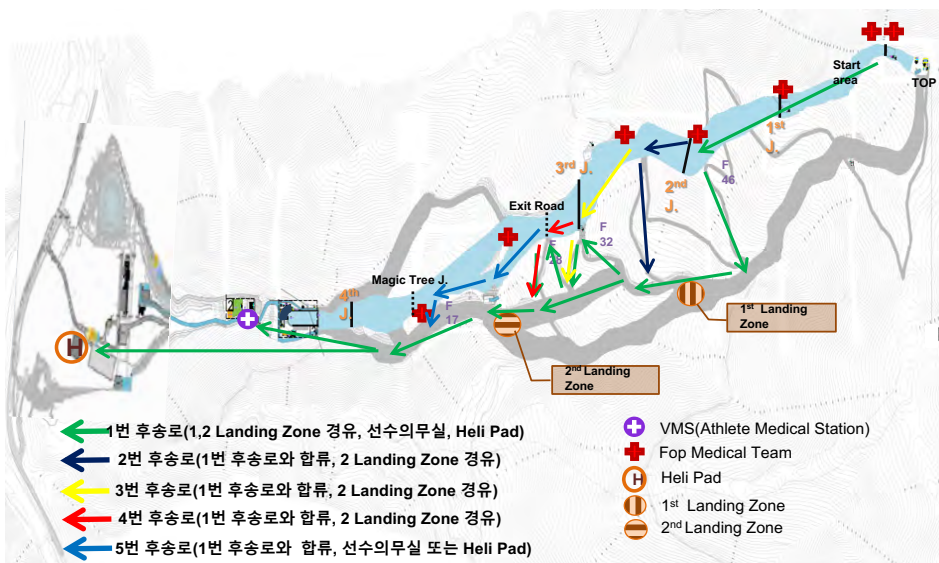 Start
area
TOP
1st
J.
2nd
J.
F
46
3rd J.
F
32
Exit Road
F
28
Magic Tree J.
F
17
4th
J.
H
1st Landing
Zone
2nd Landing
Zone
1번 후송로(1,2 Landing Zone 경유, 선수의무실, Heli Pad)
2번 후송로(1번 후송로와 합류, 2 Landing Zone 경유)
3번 후송로(1번 후송로와 합류, 2 Landing Zone 경유)
4번 후송로(1번 후송로와 합류, 2 Landing Zone 경유)
5번 후송로(1번 후송로와 합류, 선수의무실 또는 Heli Pad)
VMS(Athlete Medical Station)
Fop Medical Team
H
Heli Pad
1st Landing Zone
2nd Landing Zone